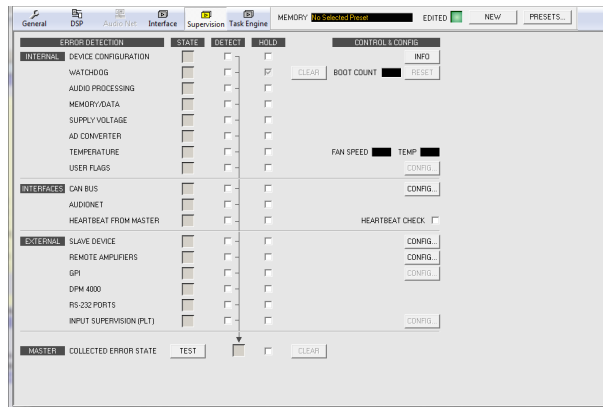 General DSP Audio Net Interface Supervision Task Engine MEMORY No Selected Preset EDITED NEW PRESETS...
ERROR DETECTION STATE DETECT HOLD CONTROL & CONFIG
INTERNAL DEVICE CONFIGURATION INFO
WATCHDOG CLEAR BOOT COUNT RESET
AUDIO PROCESSING
MEMORY/DATA
SUPPLY VOLTAGE
AD CONVERTER
TEMPERATURE FAN SPEED TEMP
USER FLAGS CONFIG...
INTERFACES CAN BUS CONFIG...
AUDIONET
HEARTBEAT FROM MASTER HEARTBEAT CHECK
EXTERNAL SLAVE DEVICE CONFIG...
REMOTE AMPLIFIERS CONFIG...
GPI CONFIG...
DPM 4000
RS-232 PORTS
INPUT SUPERVISION (PLT) CONFIG...
MASTER COLLECTED ERROR STATE TEST CLEAR